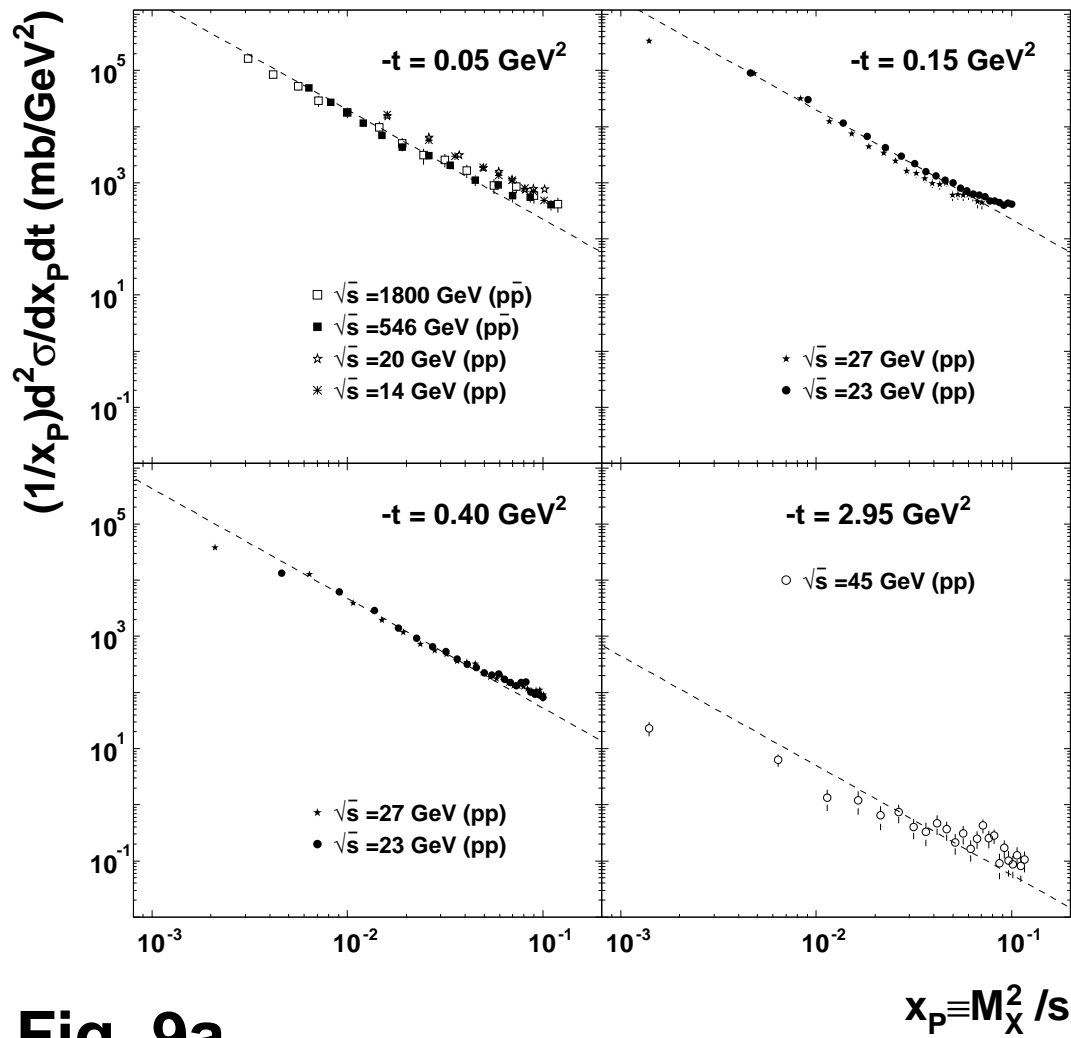 (1/x_P)d²σ/dx_Pdt (mb/GeV²)
-t = 0.05 GeV²
10⁵
10³
10¹
10⁻¹
√s̄ =1800 GeV (pp̄)
√s̄ =546 GeV (pp̄)
√s̄ =20 GeV (pp)
√s̄ =14 GeV (pp)
-t = 0.15 GeV²
√s̄ =27 GeV (pp)
√s̄ =23 GeV (pp)
-t = 0.40 GeV²
10⁵
10³
10¹
10⁻¹
√s̄ =27 GeV (pp)
√s̄ =23 GeV (pp)
10⁻³ 10⁻² 10⁻¹
-t = 2.95 GeV²
√s̄ =45 GeV (pp)
10⁻³ 10⁻² 10⁻¹
x_P≡M_X² /s
Fig. 9a